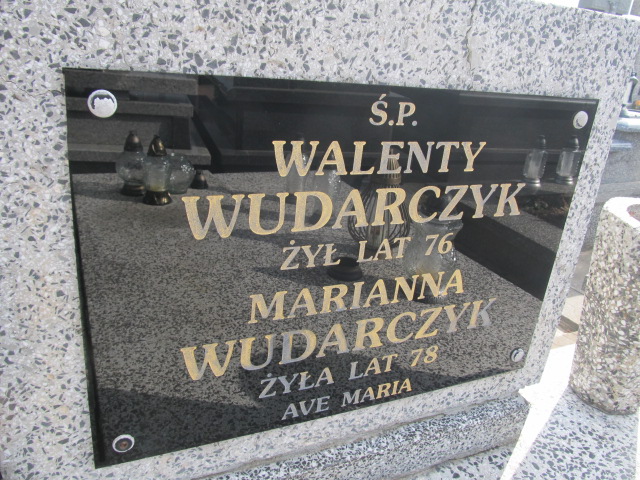 Ś.P.
WALENTY
WUDARCZYK
ŻYŁ LAT 76
MARIANNA
WUDARCZYK
ŻYŁA LAT 78
AVE MARIA